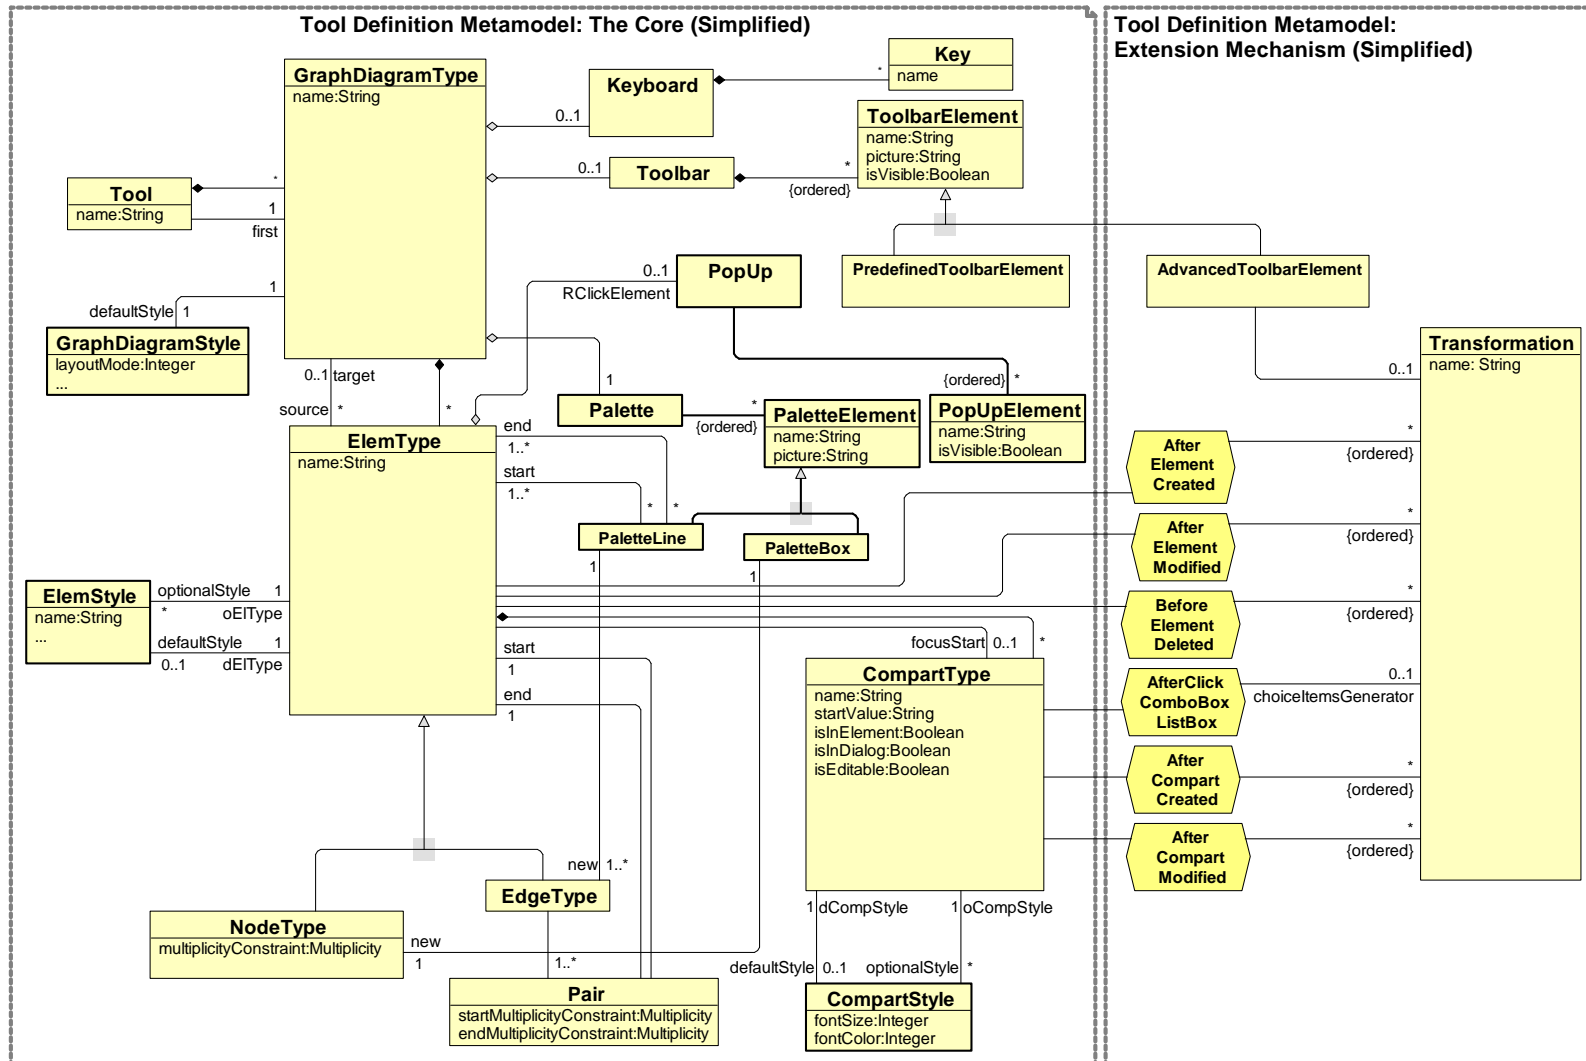 Tool Definition Metamodel: The Core (Simplified)
Tool Definition Metamodel:
Extension Mechanism (Simplified)
GraphDiagramType
name:String
Keyboard
0..1
*
Key
name
Toolbar
0..1
*
{ordered}
ToolbarElement
name:String
picture:String
isVisible:Boolean
Tool
name:String
*
1
first
PredefinedToolbarElement
AdvancedToolbarElement
0..1
RClickElement
PopUp
1
defaultStyle 1
GraphDiagramStyle
layoutMode:Integer
...
0..1 target
source *
*
1
Palette
*
{ordered}
PaletteElement
name:String
picture:String
{ordered} *
PopUpElement
name:String
isVisible:Boolean
0..1
Transformation
name: String
ElemType
name:String
end
1..*
start
1..*
*
*
PaletteLine
1
PaletteBox
1
After
Element
Created
*
{ordered}
After
Element
Modified
*
{ordered}
Before
Element
Deleted
*
{ordered}
AfterClick
ComboBox
ListBox
0..1
choiceItemsGenerator
After
Compart
Created
*
{ordered}
After
Compart
Modified
*
{ordered}
ElemStyle
name:String
...
optionalStyle 1
* oElType
defaultStyle 1
0..1 dElType
start
1
end
1
focusStart 0..1 *
CompartType
name:String
startValue:String
isInElement:Boolean
isInDialog:Boolean
isEditable:Boolean
new 1..*
EdgeType
NodeType
multiplicityConstraint:Multiplicity
new
1
1..*
Pair
startMultiplicityConstraint:Multiplicity
endMultiplicityConstraint:Multiplicity
1 dCompStyle
1 oCompStyle
defaultStyle 0..1
optionalStyle *
CompartStyle
fontSize:Integer
fontColor:Integer